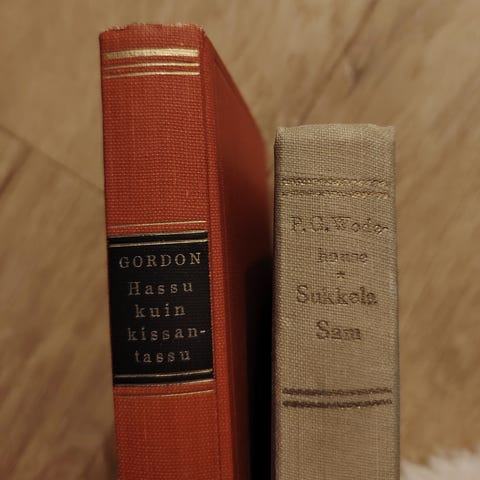 GORDON
Hassu
kuin
kissan-
tassu
P. G. Wode-
house
*
Sukkela
Sam